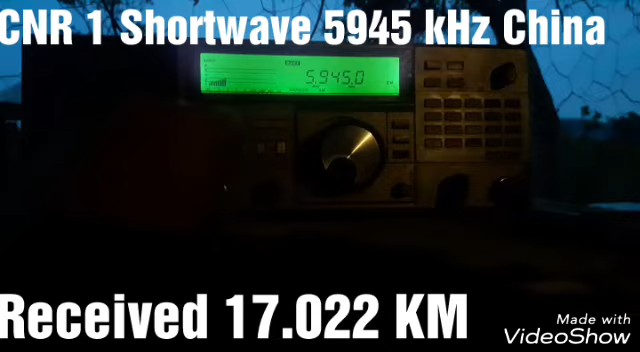 CNR 1 Shortwave 5945 kHz China
5.945.0
Received 17.022 KM
Made with
VideoShow